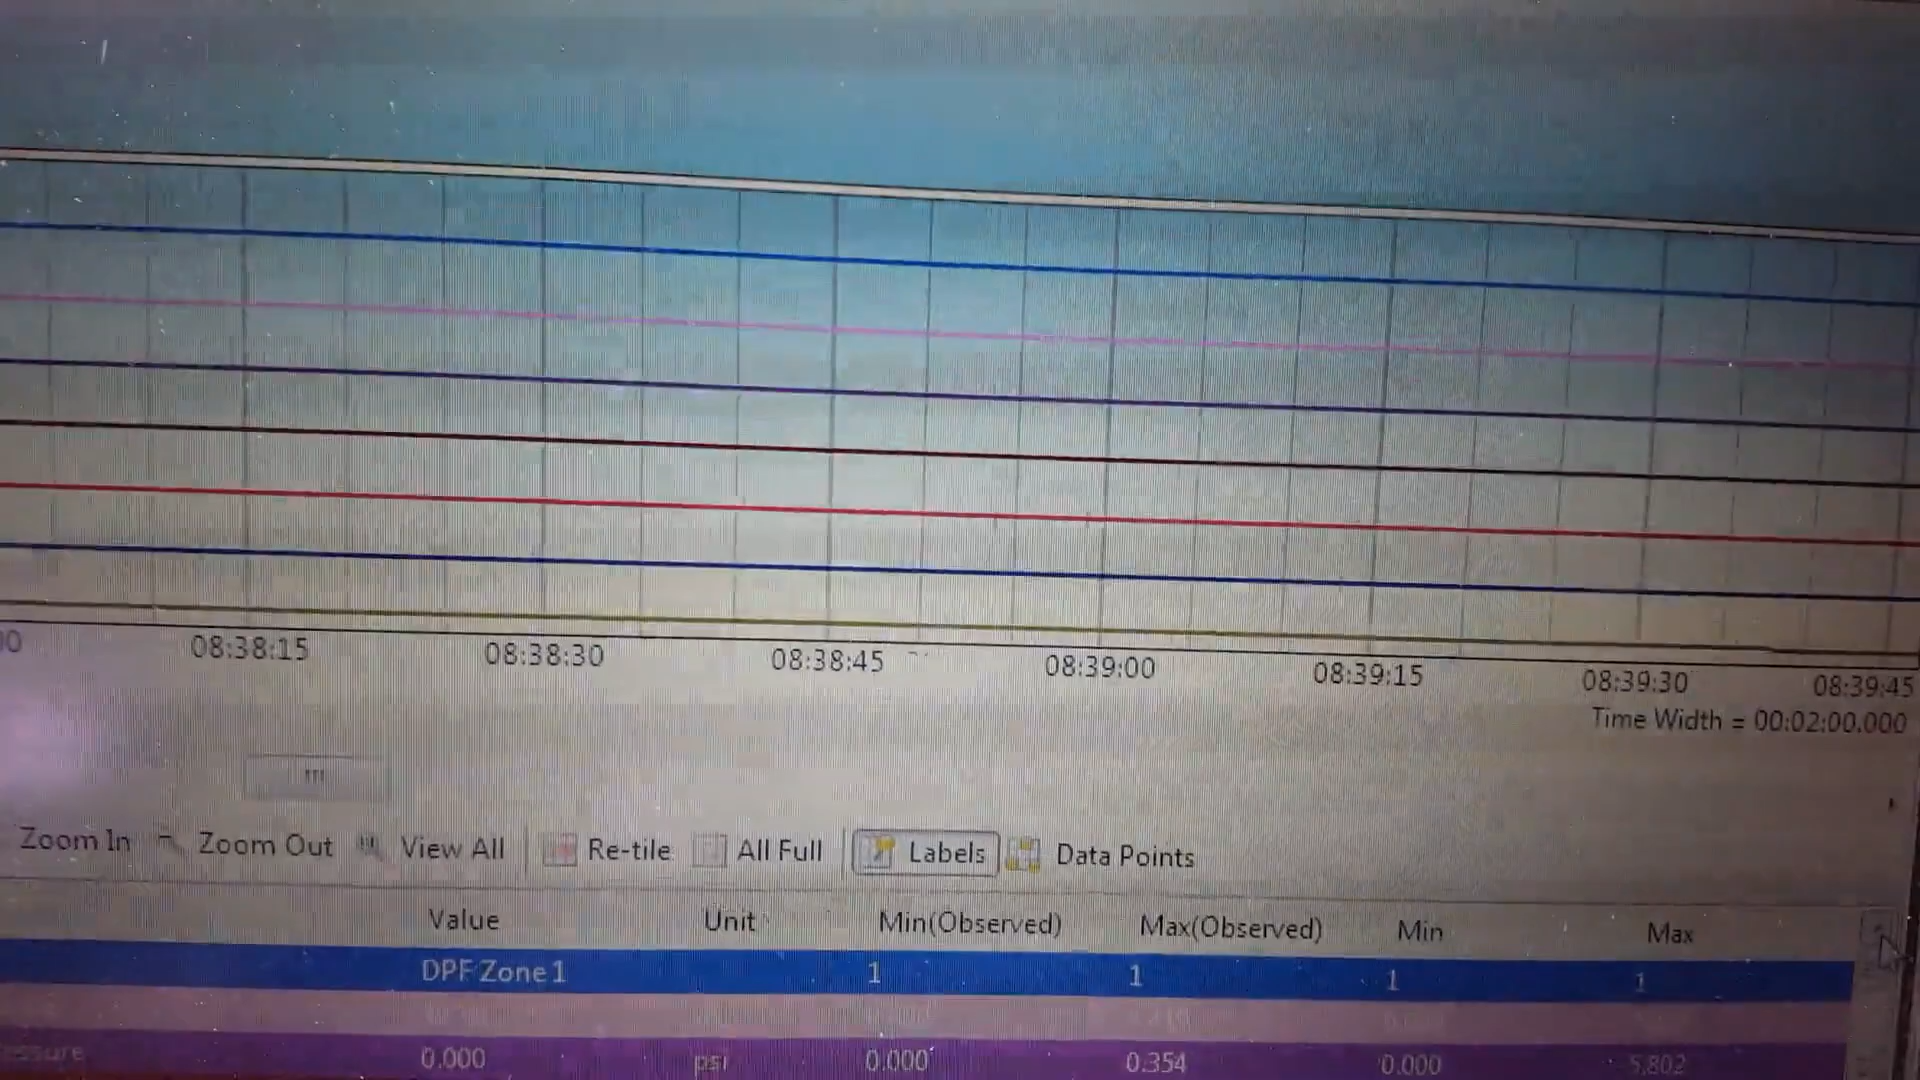 08:38:15 08:38:30 08:38:45 08:39:00 08:39:15 08:39:30 08:39:45
Time Width = 00:02:00.000
Zoom In Zoom Out View All Re-tile All Full Labels Data Points
Value Unit Min(Observed) Max(Observed) Min Max
DPF Zone 1 1 1 1 1
0.000 psi 0.000 0.354 0.000 5.802